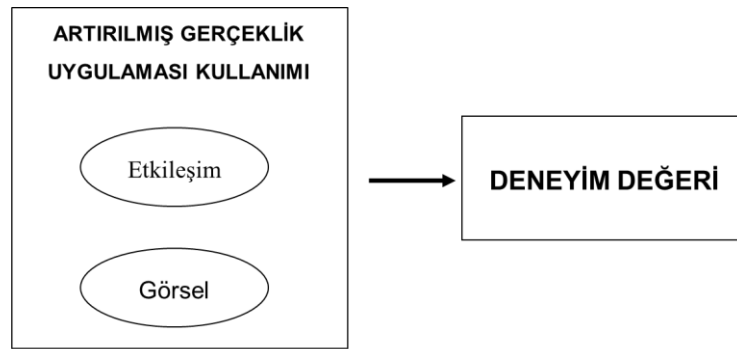 ARTIRILMIŞ GERÇEKLİK
UYGULAMASI KULLANIMI
Etkileşim
DENEYİM DEĞERİ
Görsel